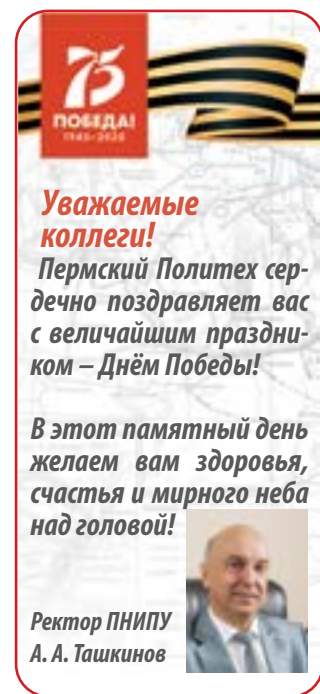 75
ПОБЕДА!
1945–2020
Уважаемые
коллеги!
Пермский Политех сер-
дечно поздравляет вас
с величайшим праздни-
ком – Днём Победы!
В этот памятный день
желаем вам здоровья,
счастья и мирного неба
над головой!
Ректор ПНИПУ
А. А. Ташкинов